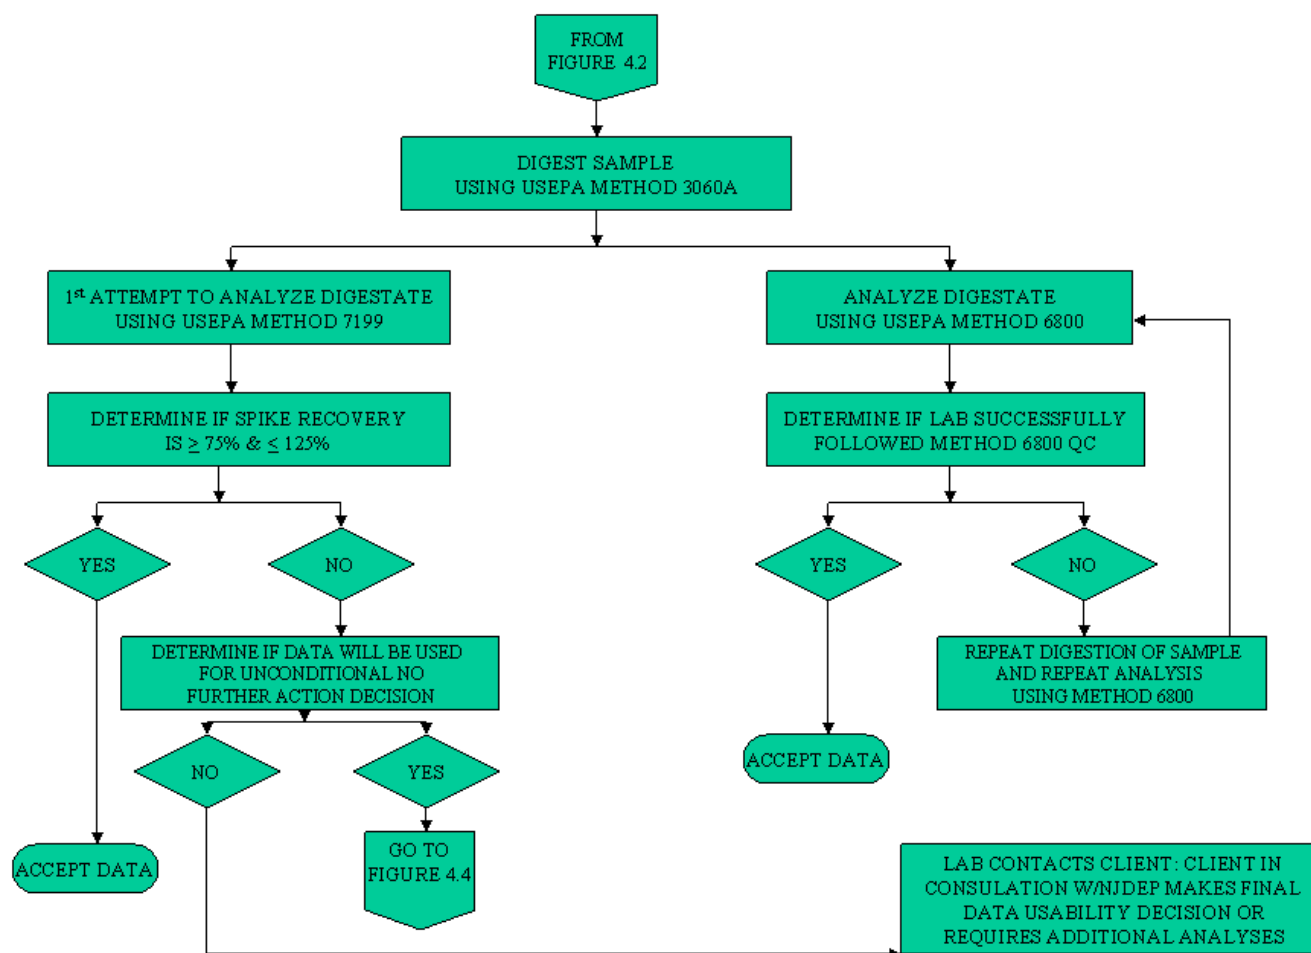 FROM
FIGURE 4.2
DIGEST SAMPLE
USING USEPA METHOD 3060A
1st ATTEMPT TO ANALYZE DIGESTATE
USING USEPA METHOD 7199
ANALYZE DIGESTATE
USING USEPA METHOD 6800
DETERMINE IF SPIKE RECOVERY
IS ≥ 75% & ≤ 125%
DETERMINE IF LAB SUCCESSFULLY
FOLLOWED METHOD 6800 QC
YES
NO
YES
NO
DETERMINE IF DATA WILL BE USED
FOR UNCONDITIONAL NO
FURTHER ACTION DECISION
REPEAT DIGESTION OF SAMPLE
AND REPEAT ANALYSIS
USING METHOD 6800
NO
YES
ACCEPT DATA
ACCEPT DATA
GO TO
FIGURE 4.4
LAB CONTACTS CLIENT: CLIENT IN
CONSULATION W/NJDEP MAKES FINAL
DATA USABILITY DECISION OR
REQUIRES ADDITIONAL ANALYSES